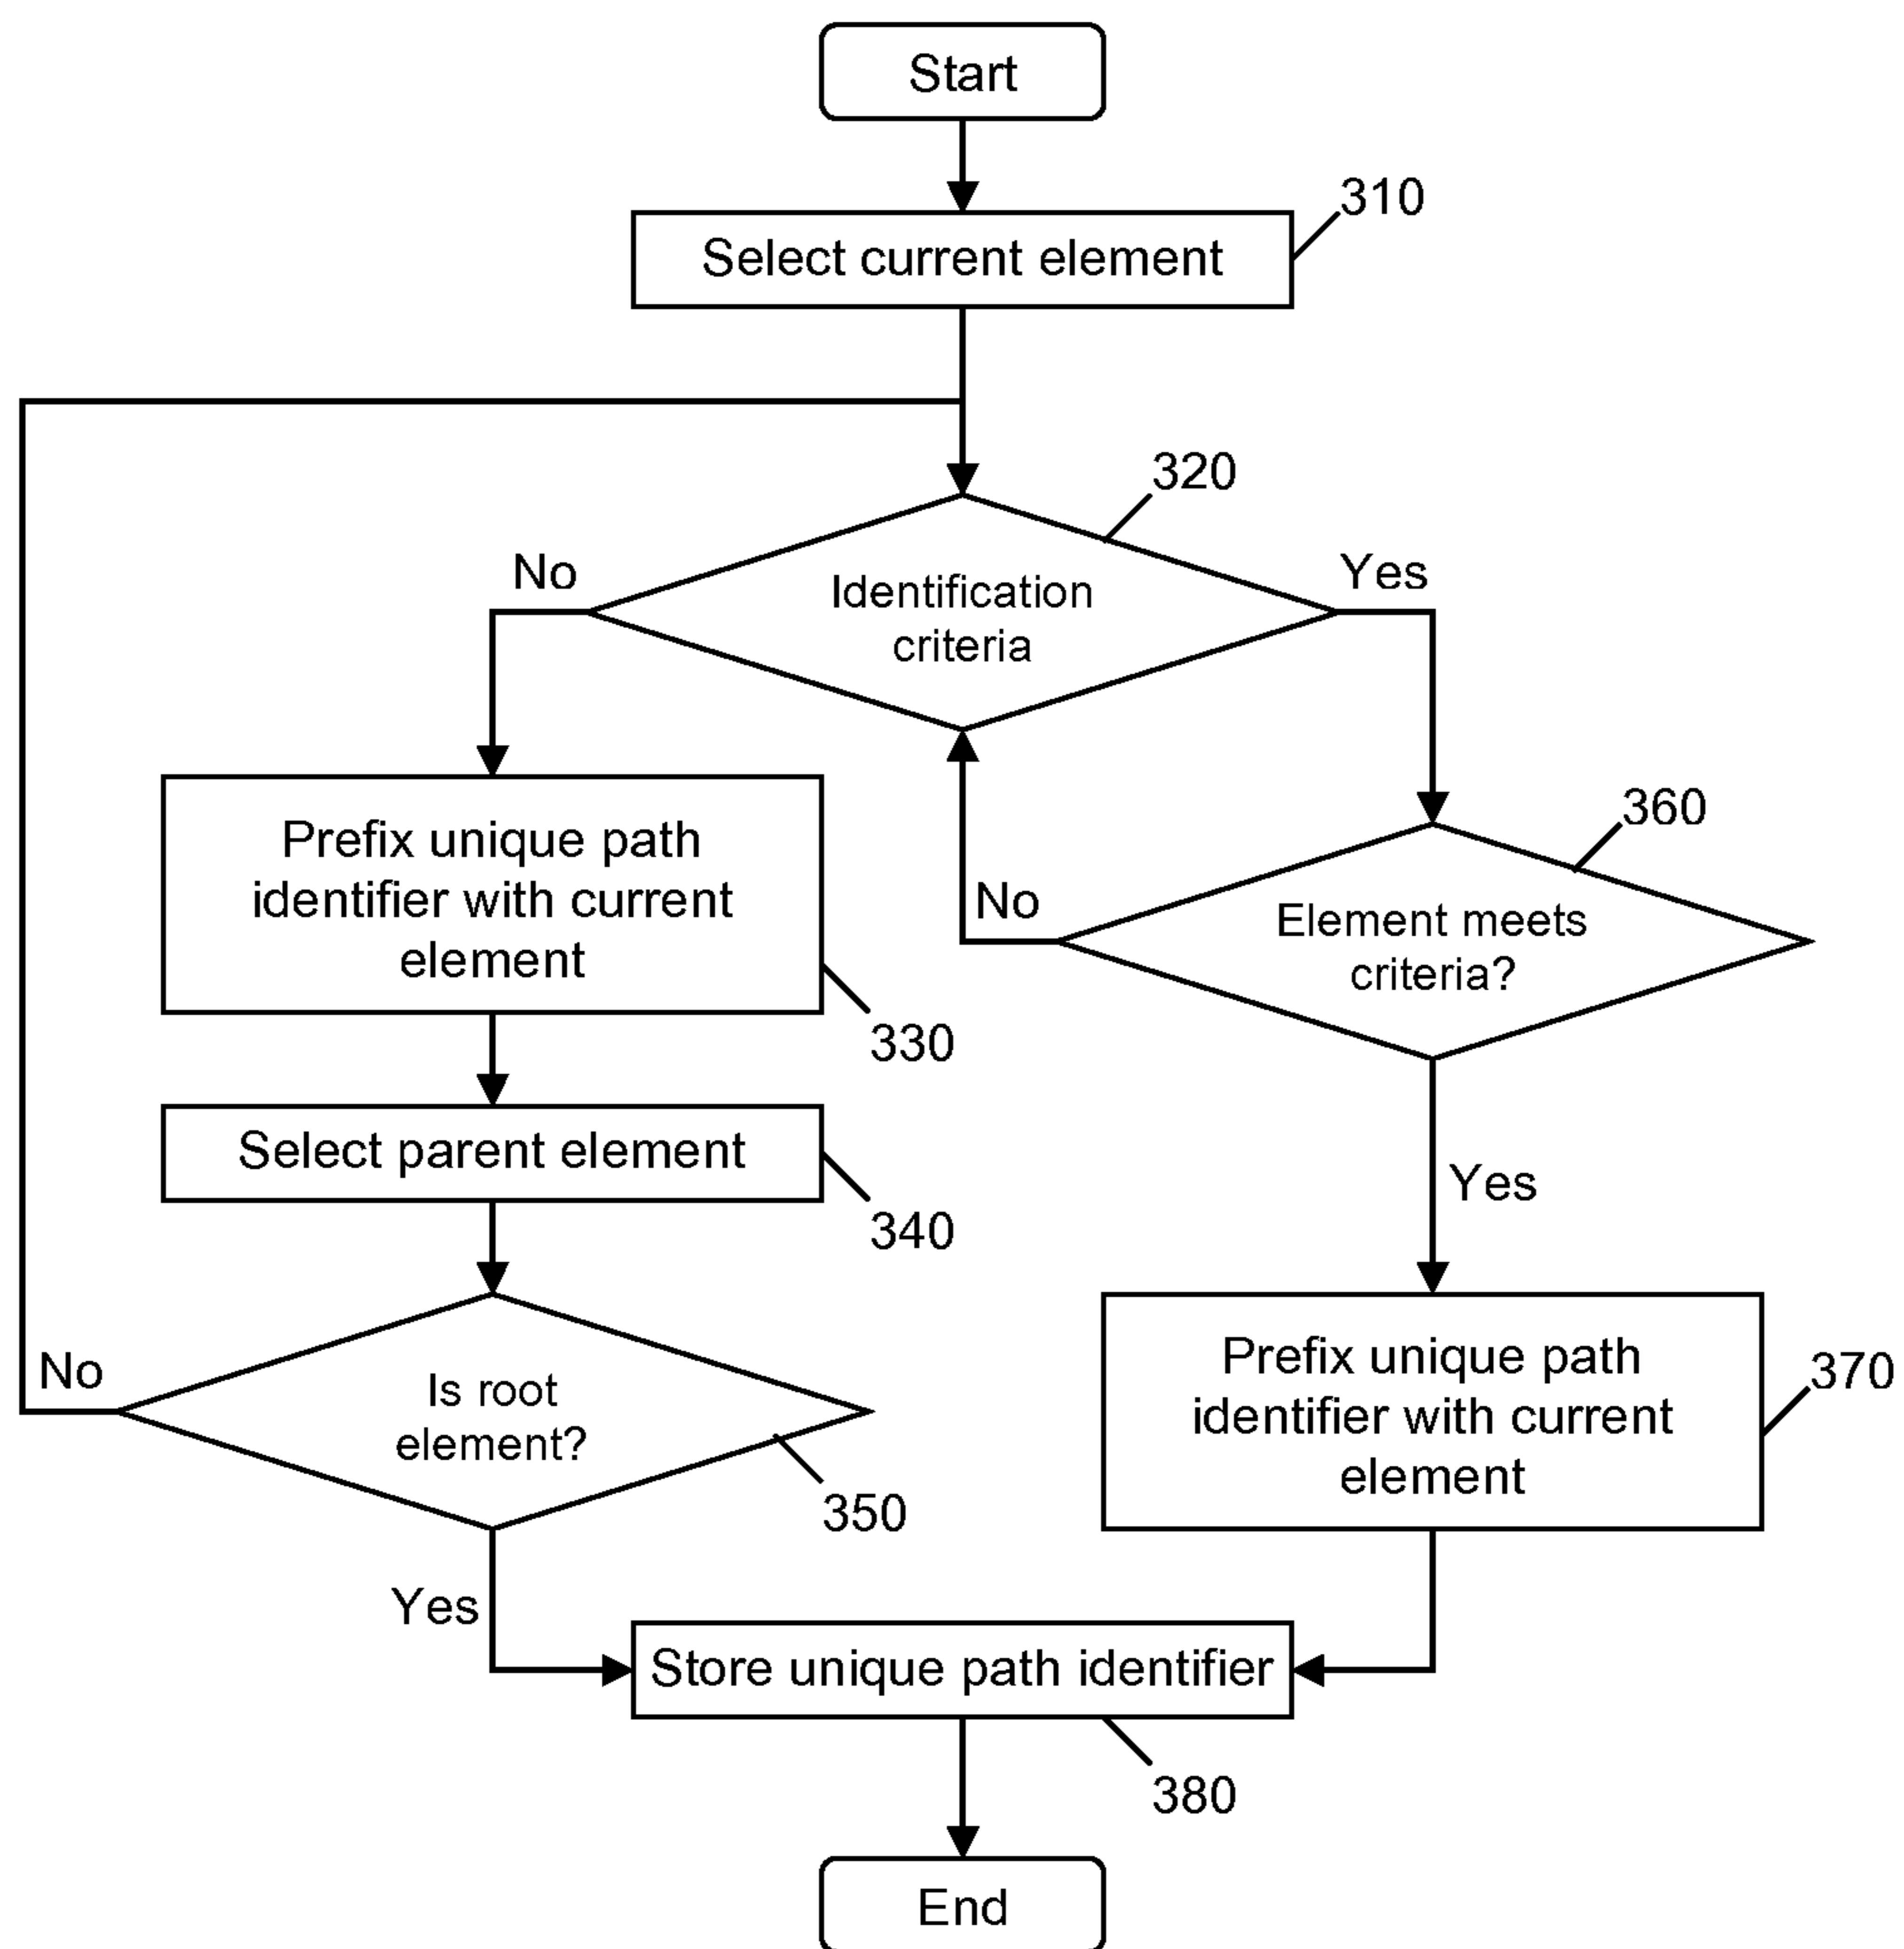 Start
310
Select current element
320
No
Yes
Identification
criteria
360
Prefix unique path
identifier with current
element
No
Element meets
criteria?
330
Select parent element
Yes
340
No
Is root
element?
Prefix unique path
identifier with current
element
370
350
Yes
Store unique path identifier
380
End